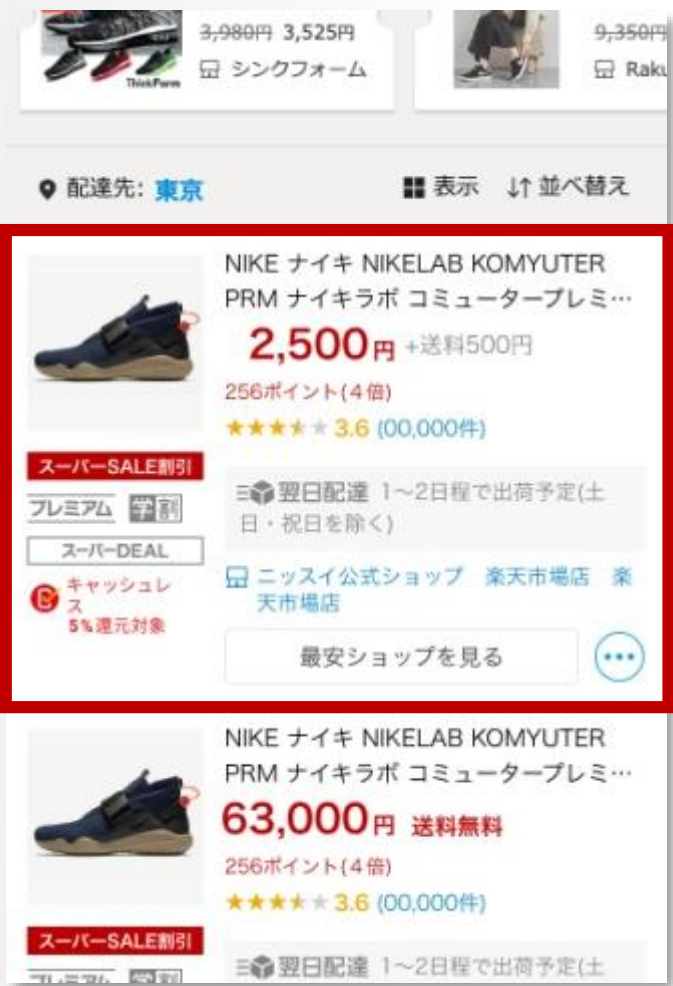 3,980円 3,525円
シンクフォーム
ThinkForm
9,350円
Raku
配達先: 東京
表示 ↓↑ 並べ替え
NIKE ナイキ NIKELAB KOMYUTER
PRM ナイキラボ コミュータープレミ…
2,500円 +送料500円
256ポイント(4倍)
3.6 (00,000件)
スーパーSALE割引
プレミアム 学割
スーパーDEAL
キャッシュレ
ス
5%還元対象
翌日配達 1〜2日程で出荷予定(土
日・祝日を除く)
ニッスイ公式ショップ 楽天市場店 楽
天市場店
最安ショップを見る
NIKE ナイキ NIKELAB KOMYUTER
PRM ナイキラボ コミュータープレミ…
63,000円 送料無料
256ポイント(4倍)
3.6 (00,000件)
スーパーSALE割引
プレミアム 学割
翌日配達 1〜2日程で出荷予定(土